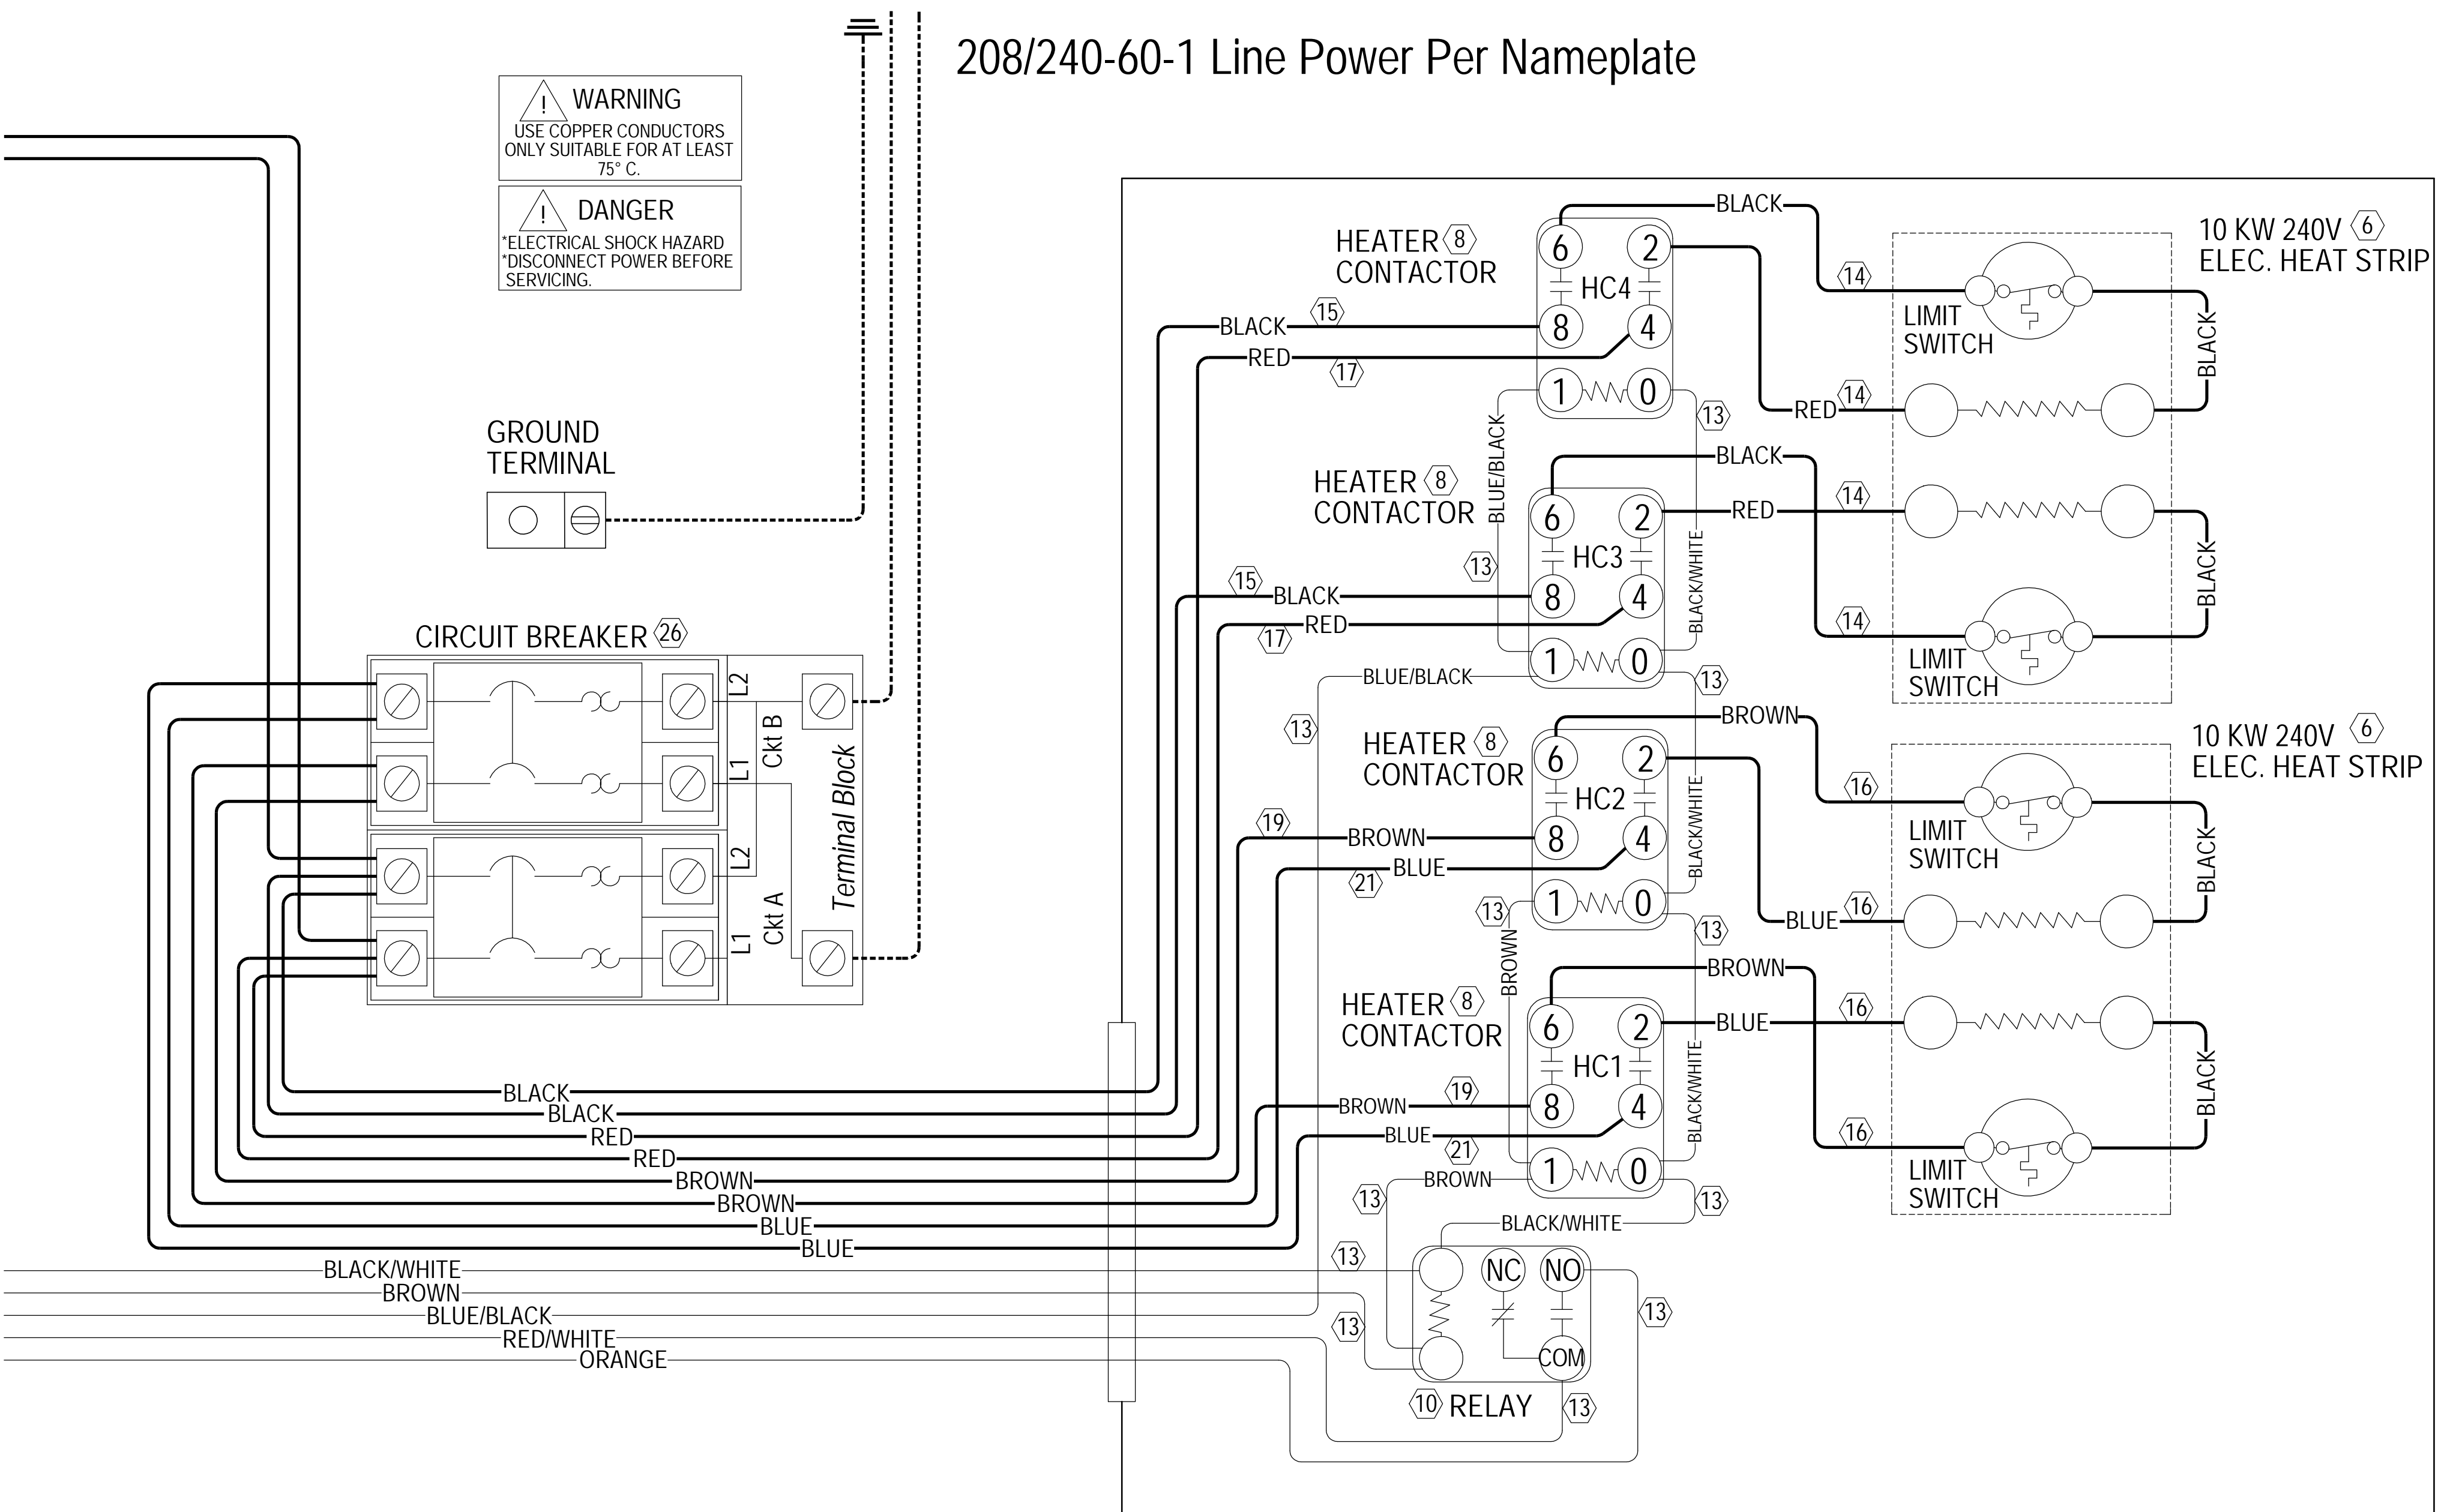 208/240-60-1 Line Power Per Nameplate
! WARNING
USE COPPER CONDUCTORS
ONLY SUITABLE FOR AT LEAST
75° C.
! DANGER
*ELECTRICAL SHOCK HAZARD
*DISCONNECT POWER BEFORE
SERVICING.
GROUND
TERMINAL
CIRCUIT BREAKER 26
L2
Ckt B
L1
L2
Ckt A
L1
Terminal Block
HEATER 8
CONTACTOR
6 2
HC4
8 4
1 0
BLACK
14
BLACK 15
RED
17
RED 14
13
10 KW 240V 6
ELEC. HEAT STRIP
LIMIT
SWITCH
BLACK
BLUE/BLACK
13
BLACK/WHITE
HEATER 8
CONTACTOR
6 2
HC3
8 4
1 0
BLACK
RED
14
14
15
BLACK
RED
17
BLACK
LIMIT
SWITCH
BLUE/BLACK
13
13
BLACK/WHITE
HEATER 8
CONTACTOR
6 2
HC2
8 4
1 0
BROWN
16
19
BROWN
BLUE
21
BLUE 16
10 KW 240V 6
ELEC. HEAT STRIP
LIMIT
SWITCH
BLACK
13
13
BROWN
BLACK/WHITE
HEATER 8
CONTACTOR
6 2
HC1
8 4
1 0
BROWN
BLUE
16
16
BROWN 19
BLUE
21
BLACK
LIMIT
SWITCH
BROWN
13
13
BLACK/WHITE
BLACK
BLACK
RED
RED
BROWN
BROWN
BLUE
BLUE
BLACK/WHITE
BROWN
BLUE/BLACK
RED/WHITE
ORANGE
13
13
NC NO
COM
13
10 RELAY
13